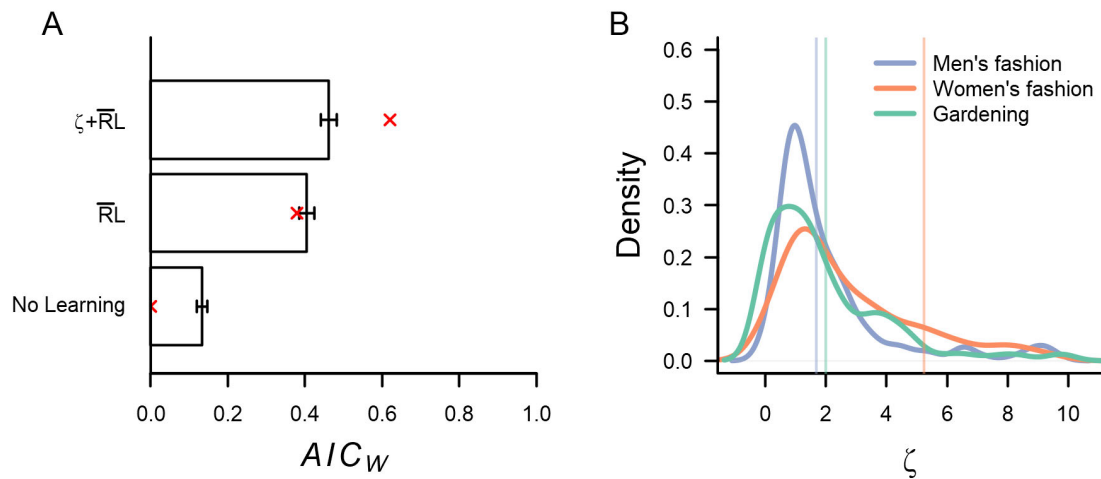 A
ζ+R̅L
R̅L
No Learning
0.0 0.2 0.4 0.6 0.8 1.0
AIC_W
B
Men's fashion
Women's fashion
Gardening
0.6
0.5
0.4
0.3
0.2
0.1
0.0
Density
0 2 4 6 8 10
ζ